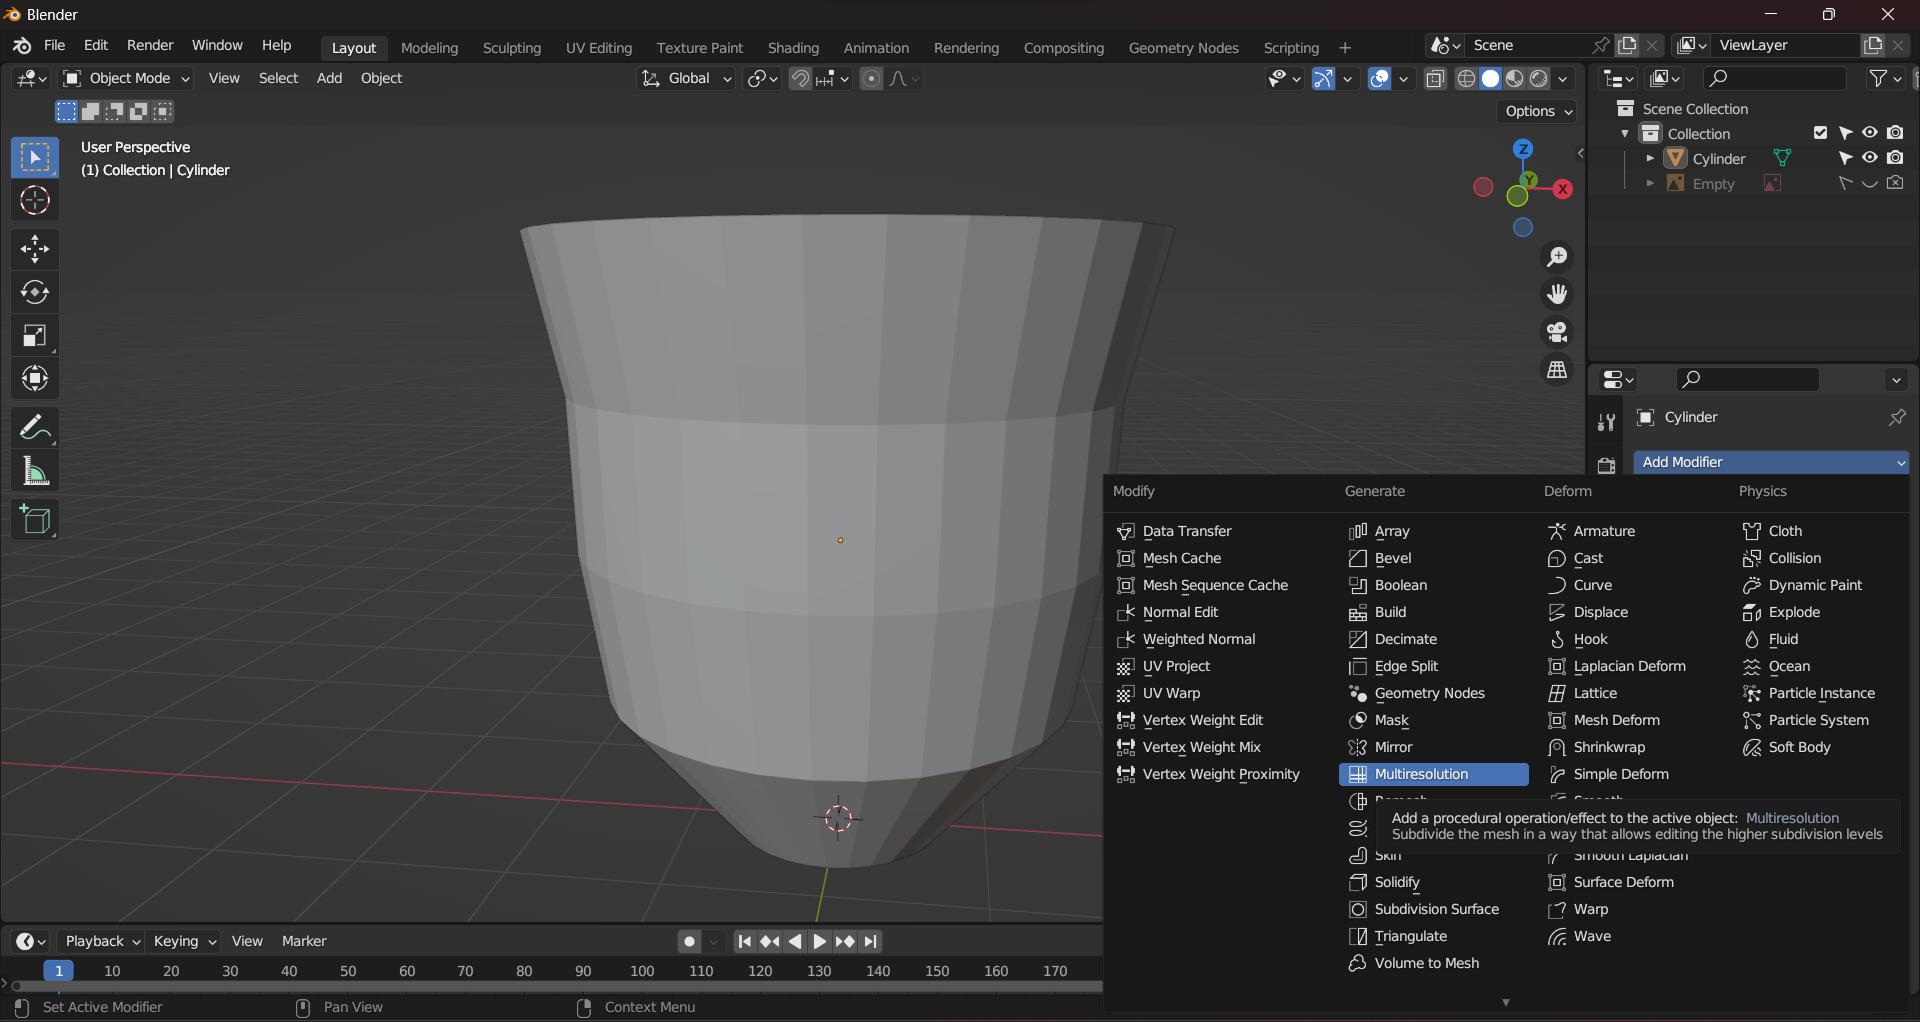 Blender
File Edit Render Window Help Layout Modeling Sculpting UV Editing Texture Paint Shading Animation Rendering Compositing Geometry Nodes Scripting + Scene ViewLayer
Object Mode View Select Add Object Global
Options
User Perspective
(1) Collection | Cylinder
Z
Y
X
Scene Collection
Collection
Cylinder
Empty
Cylinder
Add Modifier
Modify Generate Deform Physics
Data Transfer Array Armature Cloth
Mesh Cache Bevel Cast Collision
Mesh Sequence Cache Boolean Curve Dynamic Paint
Normal Edit Build Displace Explode
Weighted Normal Decimate Hook Fluid
UV Project Edge Split Laplacian Deform Ocean
UV Warp Geometry Nodes Lattice Particle Instance
Vertex Weight Edit Mask Mesh Deform Particle System
Vertex Weight Mix Mirror Shrinkwrap Soft Body
Vertex Weight Proximity Multiresolution Simple Deform
Add a procedural operation/effect to the active object: Multiresolution
Subdivide the mesh in a way that allows editing the higher subdivision levels
Skin Smooth Laplacian
Solidify Surface Deform
Subdivision Surface Warp
Triangulate Wave
Volume to Mesh
Playback Keying View Marker
1 10 20 30 40 50 60 70 80 90 100 110 120 130 140 150 160 170
Set Active Modifier Pan View Context Menu